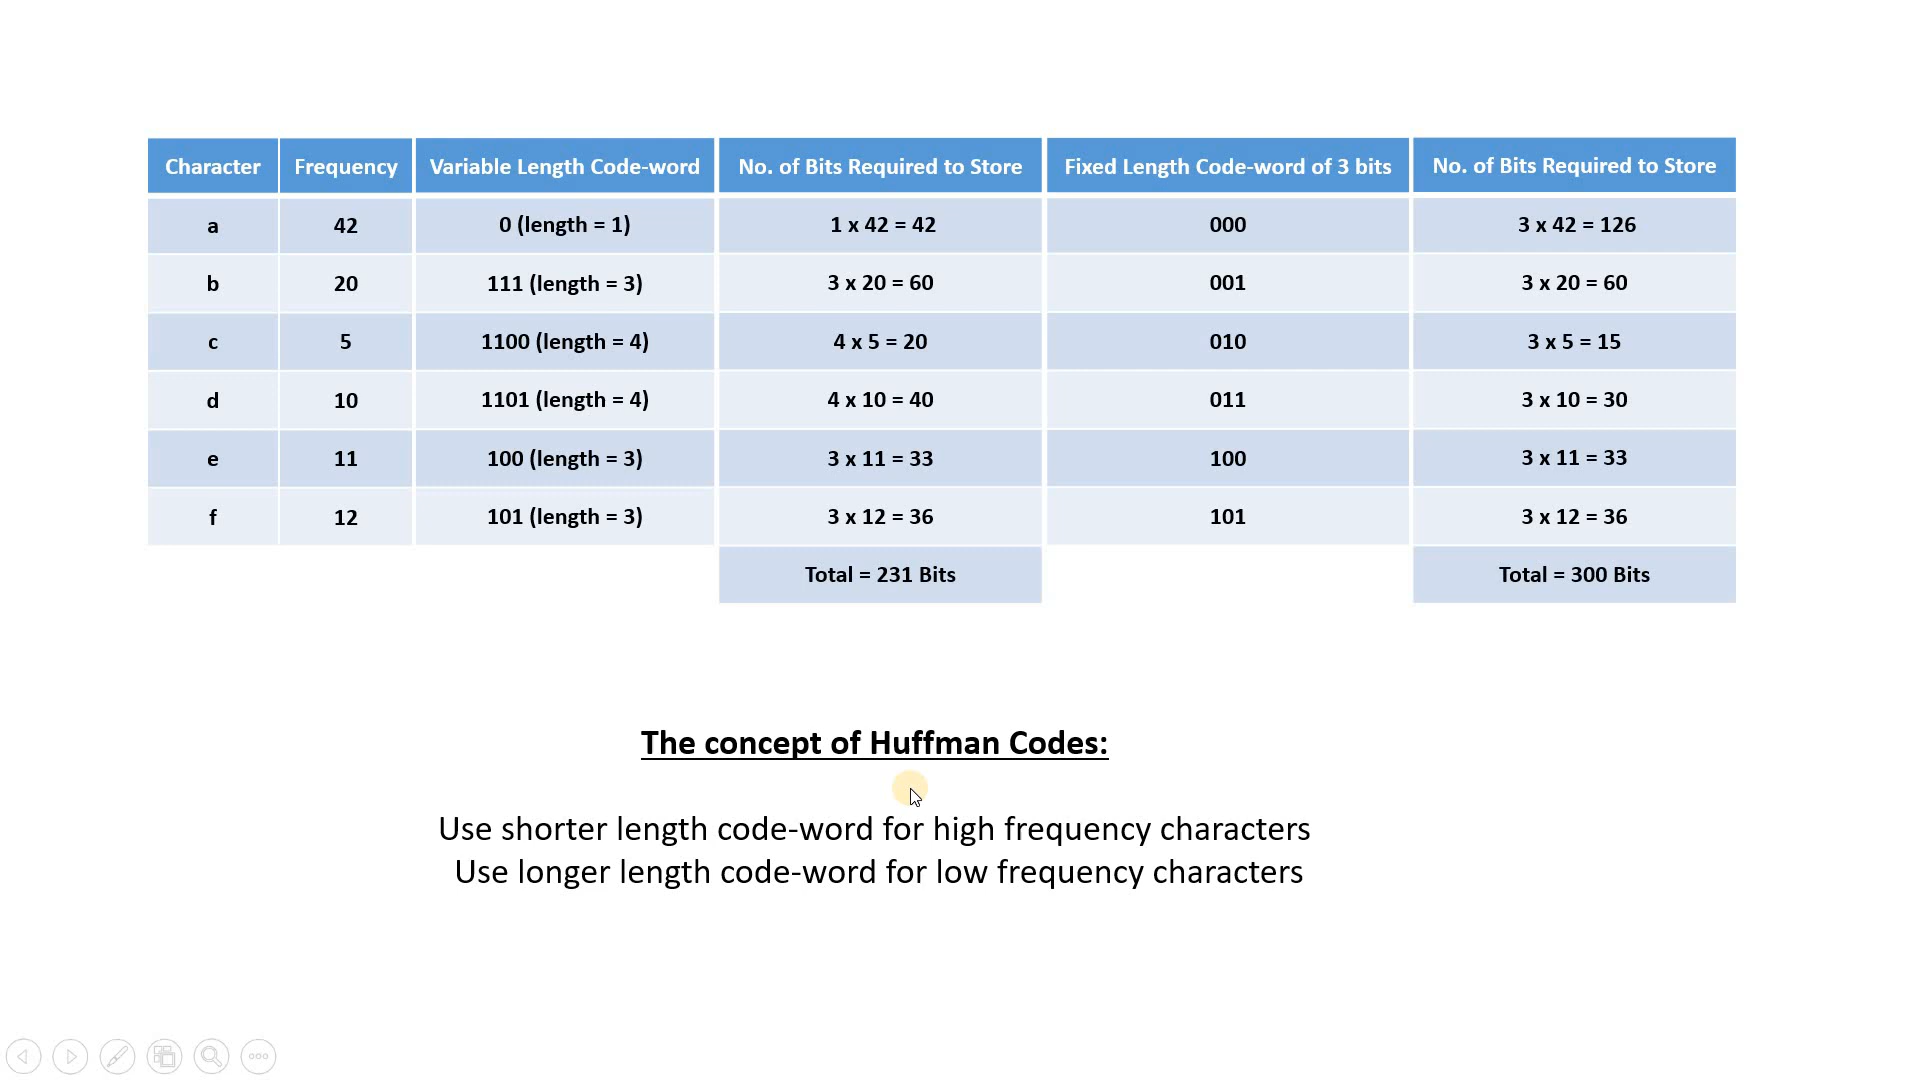 Character Frequency Variable Length Code-word No. of Bits Required to Store Fixed Length Code-word of 3 bits No. of Bits Required to Store
a 42 0 (length = 1) 1 x 42 = 42 000 3 x 42 = 126
b 20 111 (length = 3) 3 x 20 = 60 001 3 x 20 = 60
c 5 1100 (length = 4) 4 x 5 = 20 010 3 x 5 = 15
d 10 1101 (length = 4) 4 x 10 = 40 011 3 x 10 = 30
e 11 100 (length = 3) 3 x 11 = 33 100 3 x 11 = 33
f 12 101 (length = 3) 3 x 12 = 36 101 3 x 12 = 36
Total = 231 Bits Total = 300 Bits
The concept of Huffman Codes:
Use shorter length code-word for high frequency characters
Use longer length code-word for low frequency characters